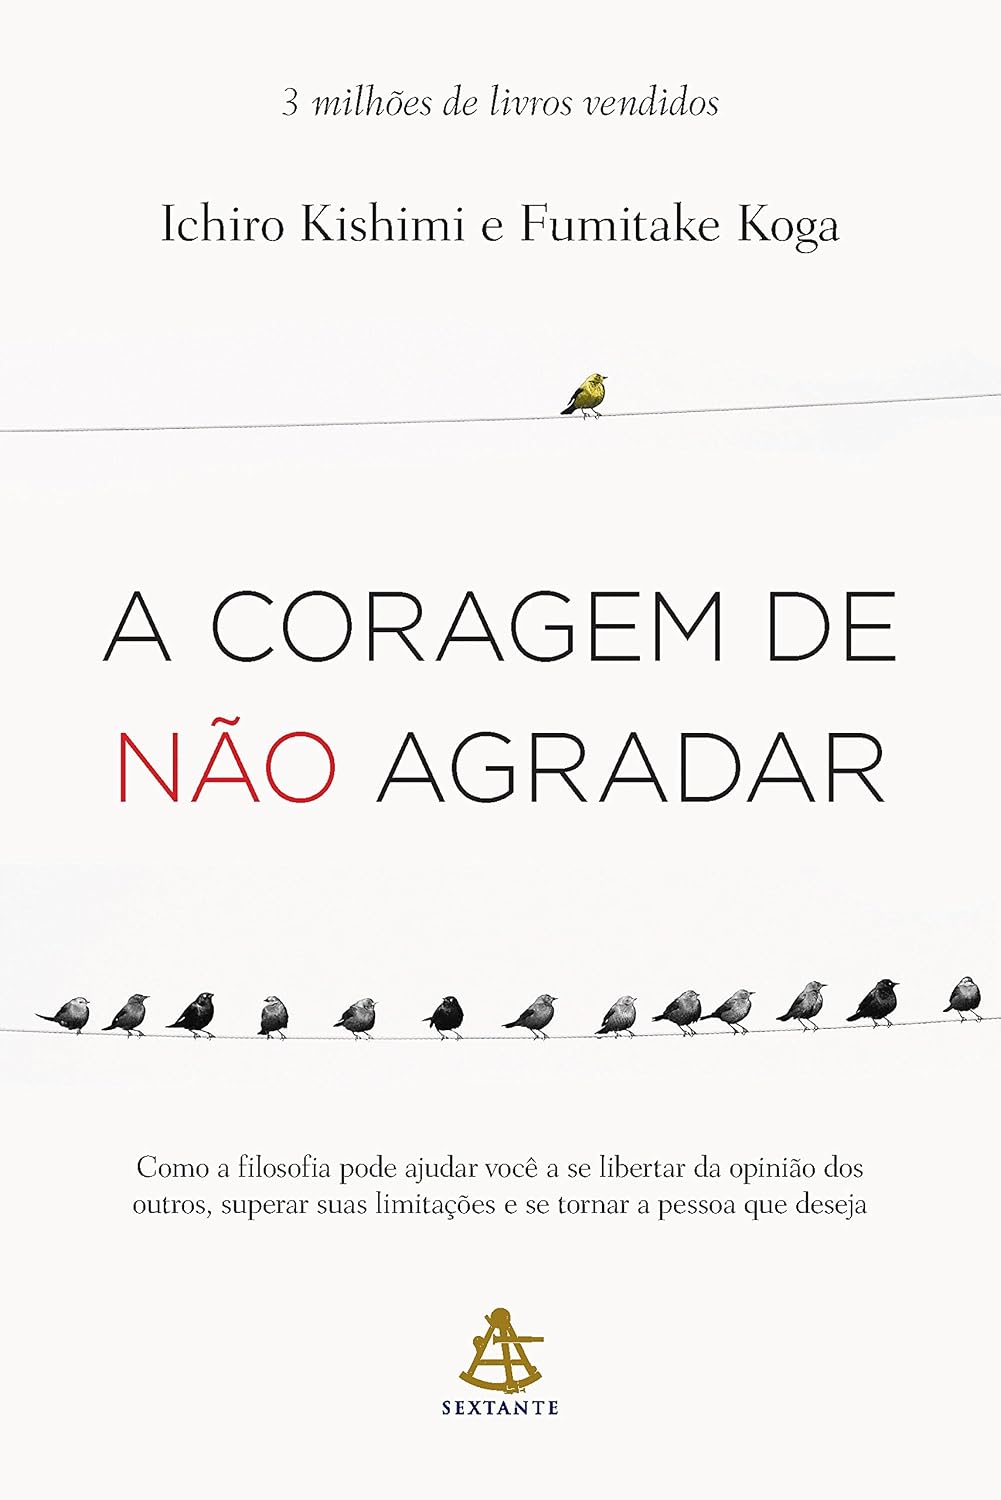 3 milhões de livros vendidos
Ichiro Kishimi e Fumitake Koga
A CORAGEM DE
NÃO AGRADAR
Como a filosofia pode ajudar você a se libertar da opinião dos
outros, superar suas limitações e se tornar a pessoa que deseja
SEXTANTE